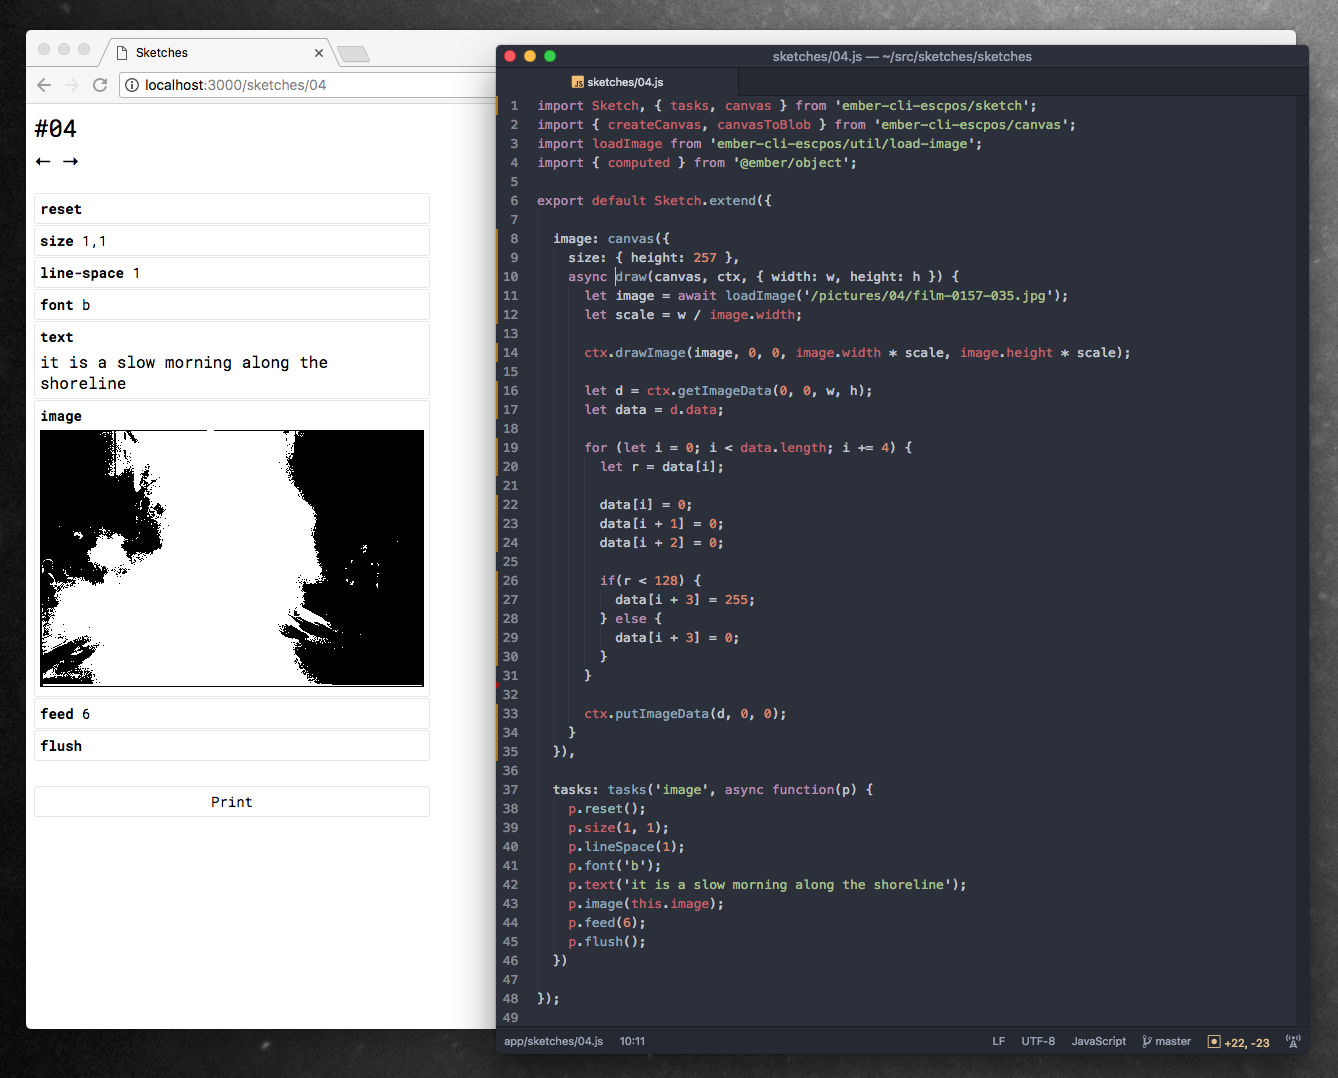 Sketches
localhost:3000/sketches/04
#04
← →
reset
size 1,1
line-space 1
font b
text
it is a slow morning along the
shoreline
image
feed 6
flush
Print
sketches/04.js — ~/src/sketches/sketches
JS sketches/04.js
1 import Sketch, { tasks, canvas } from 'ember-cli-escpos/sketch';
2 import { createCanvas, canvasToBlob } from 'ember-cli-escpos/canvas';
3 import loadImage from 'ember-cli-escpos/util/load-image';
4 import { computed } from '@ember/object';
5
6 export default Sketch.extend({
7
8 image: canvas({
9 size: { height: 257 },
10 async draw(canvas, ctx, { width: w, height: h }) {
11 let image = await loadImage('/pictures/04/film-0157-035.jpg');
12 let scale = w / image.width;
13
14 ctx.drawImage(image, 0, 0, image.width * scale, image.height * scale);
15
16 let d = ctx.getImageData(0, 0, w, h);
17 let data = d.data;
18
19 for (let i = 0; i < data.length; i += 4) {
20 let r = data[i];
21
22 data[i] = 0;
23 data[i + 1] = 0;
24 data[i + 2] = 0;
25
26 if(r < 128) {
27 data[i + 3] = 255;
28 } else {
29 data[i + 3] = 0;
30 }
31 }
32
33 ctx.putImageData(d, 0, 0);
34 }
35 }),
36
37 tasks: tasks('image', async function(p) {
38 p.reset();
39 p.size(1, 1);
40 p.lineSpace(1);
41 p.font('b');
42 p.text('it is a slow morning along the shoreline');
43 p.image(this.image);
44 p.feed(6);
45 p.flush();
46 })
47
48 });
49
app/sketches/04.js 10:11 LF UTF-8 JavaScript master +22, -23